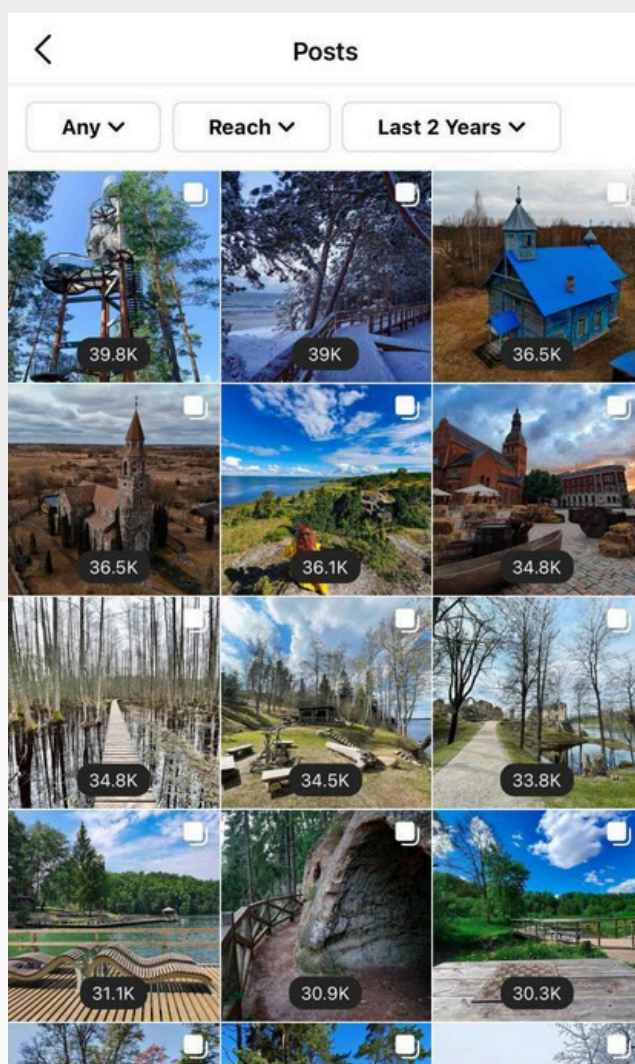 Posts
Any Reach Last 2 Years
39.8K 39K 36.5K
36.5K 36.1K 34.8K
34.8K 34.5K 33.8K
31.1K 30.9K 30.3K